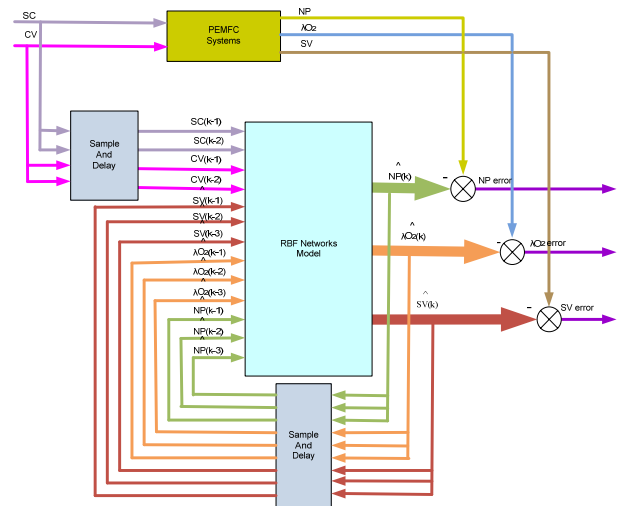 SC
CV
PEMFC
Systems
NP
λO2
SV
Sample
And
Delay
SC(k-1)
SC(k-2)
CV(k-1)
CV(k-2)
SV(k-1)
SV(k-2)
SV(k-3)
λO2(k-1)
λO2(k-2)
λO2(k-3)
NP(k-1)
NP(k-2)
NP(k-3)
RBF Networks
Model
^
NP(k)
-
NP error
^
λO2(k)
-
λO2 error
^
SV(k)
-
SV error
Sample
And
Delay